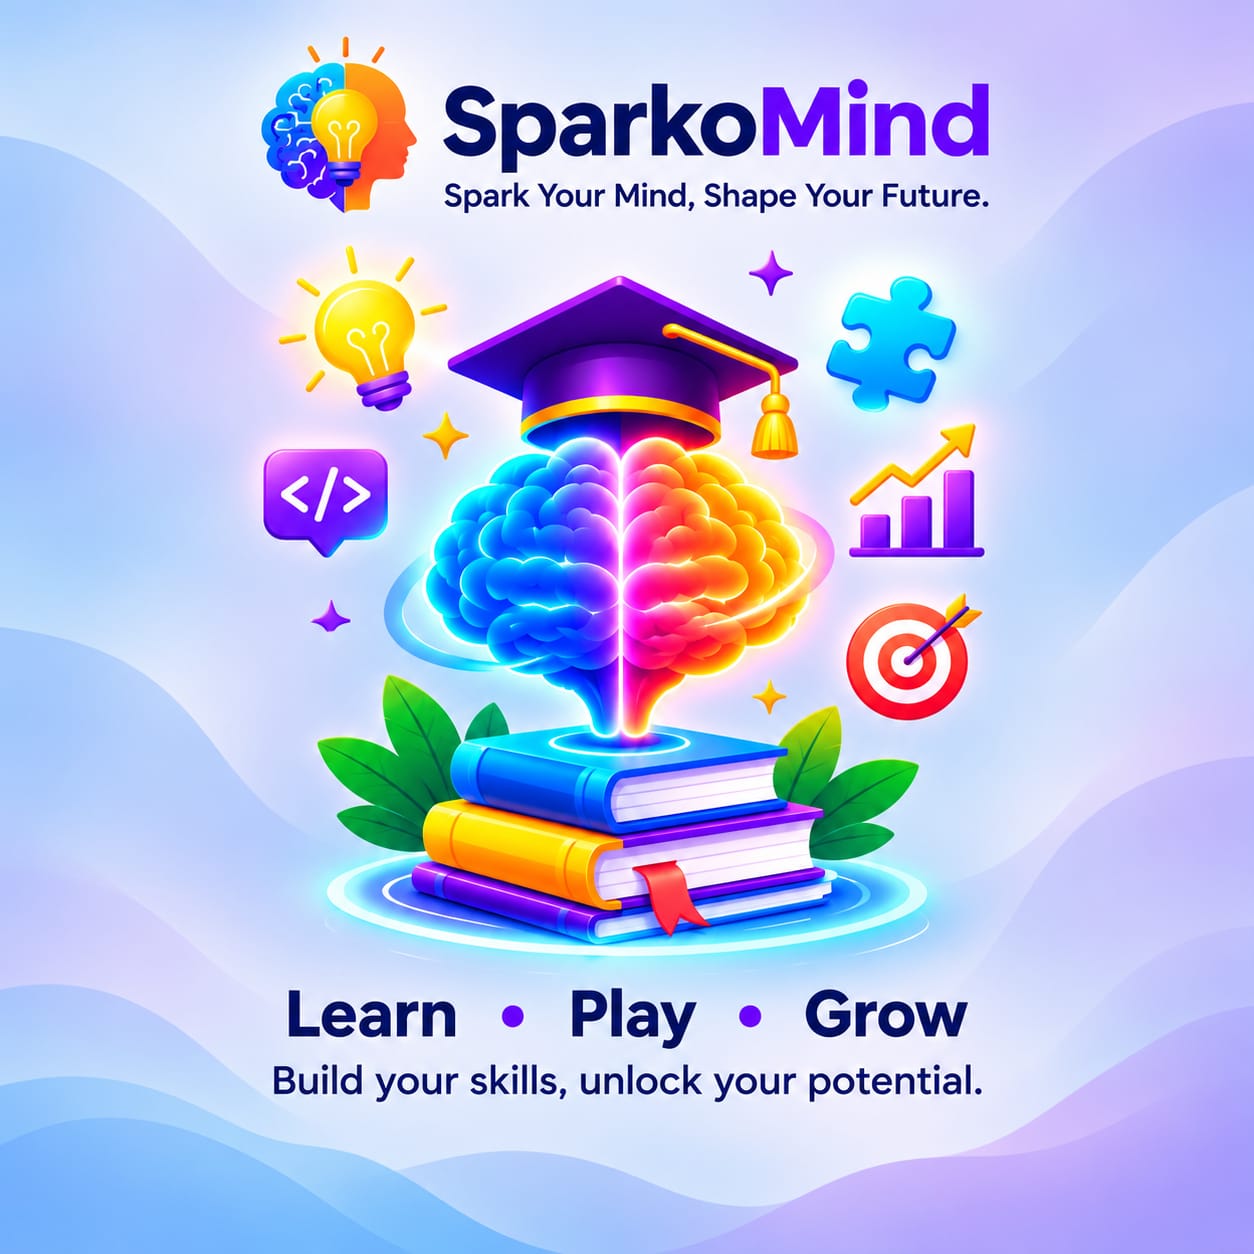 SparkoMind
Spark Your Mind, Shape Your Future.
</>
Learn • Play • Grow
Build your skills, unlock your potential.